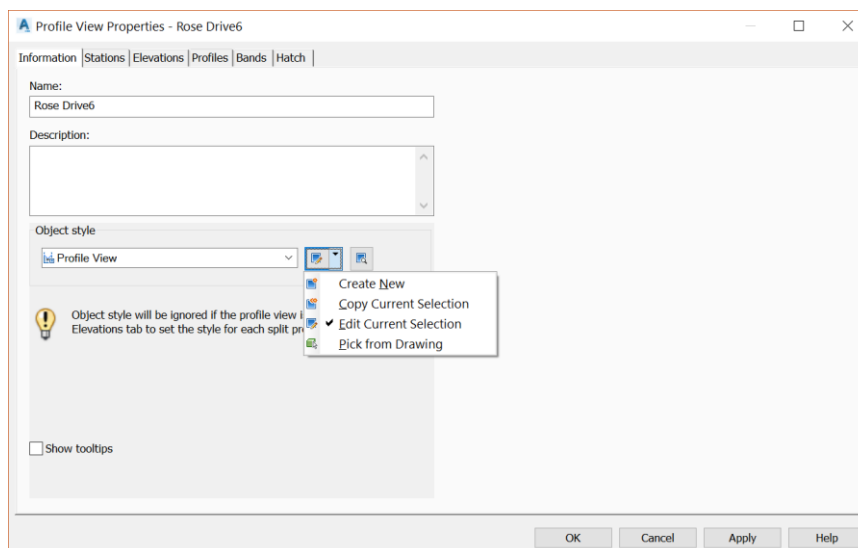 Profile View Properties - Rose Drive6
Information Stations Elevations Profiles Bands Hatch
Name:
Rose Drive6
Description:
Object style
Profile View
Create New
Copy Current Selection
Edit Current Selection
Pick from Drawing
Object style will be ignored if the profile view i
Elevations tab to set the style for each split pr
Show tooltips
OK Cancel Apply Help